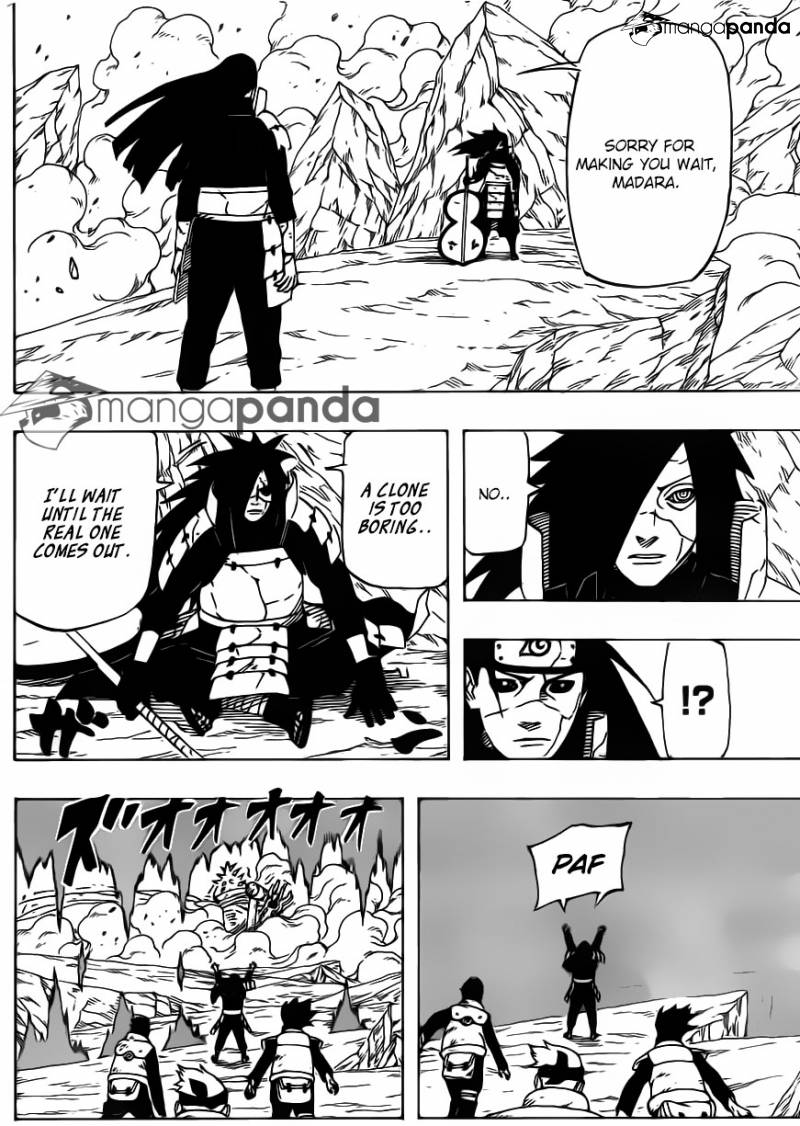 mangapanda
SORRY FOR
MAKING YOU WAIT,
MADARA.
mangapanda
NO..
A CLONE
IS TOO
BORING..
I'LL WAIT
UNTIL THE
REAL ONE
COMES OUT.
ザ
!?
ズオオオオオ
PAF